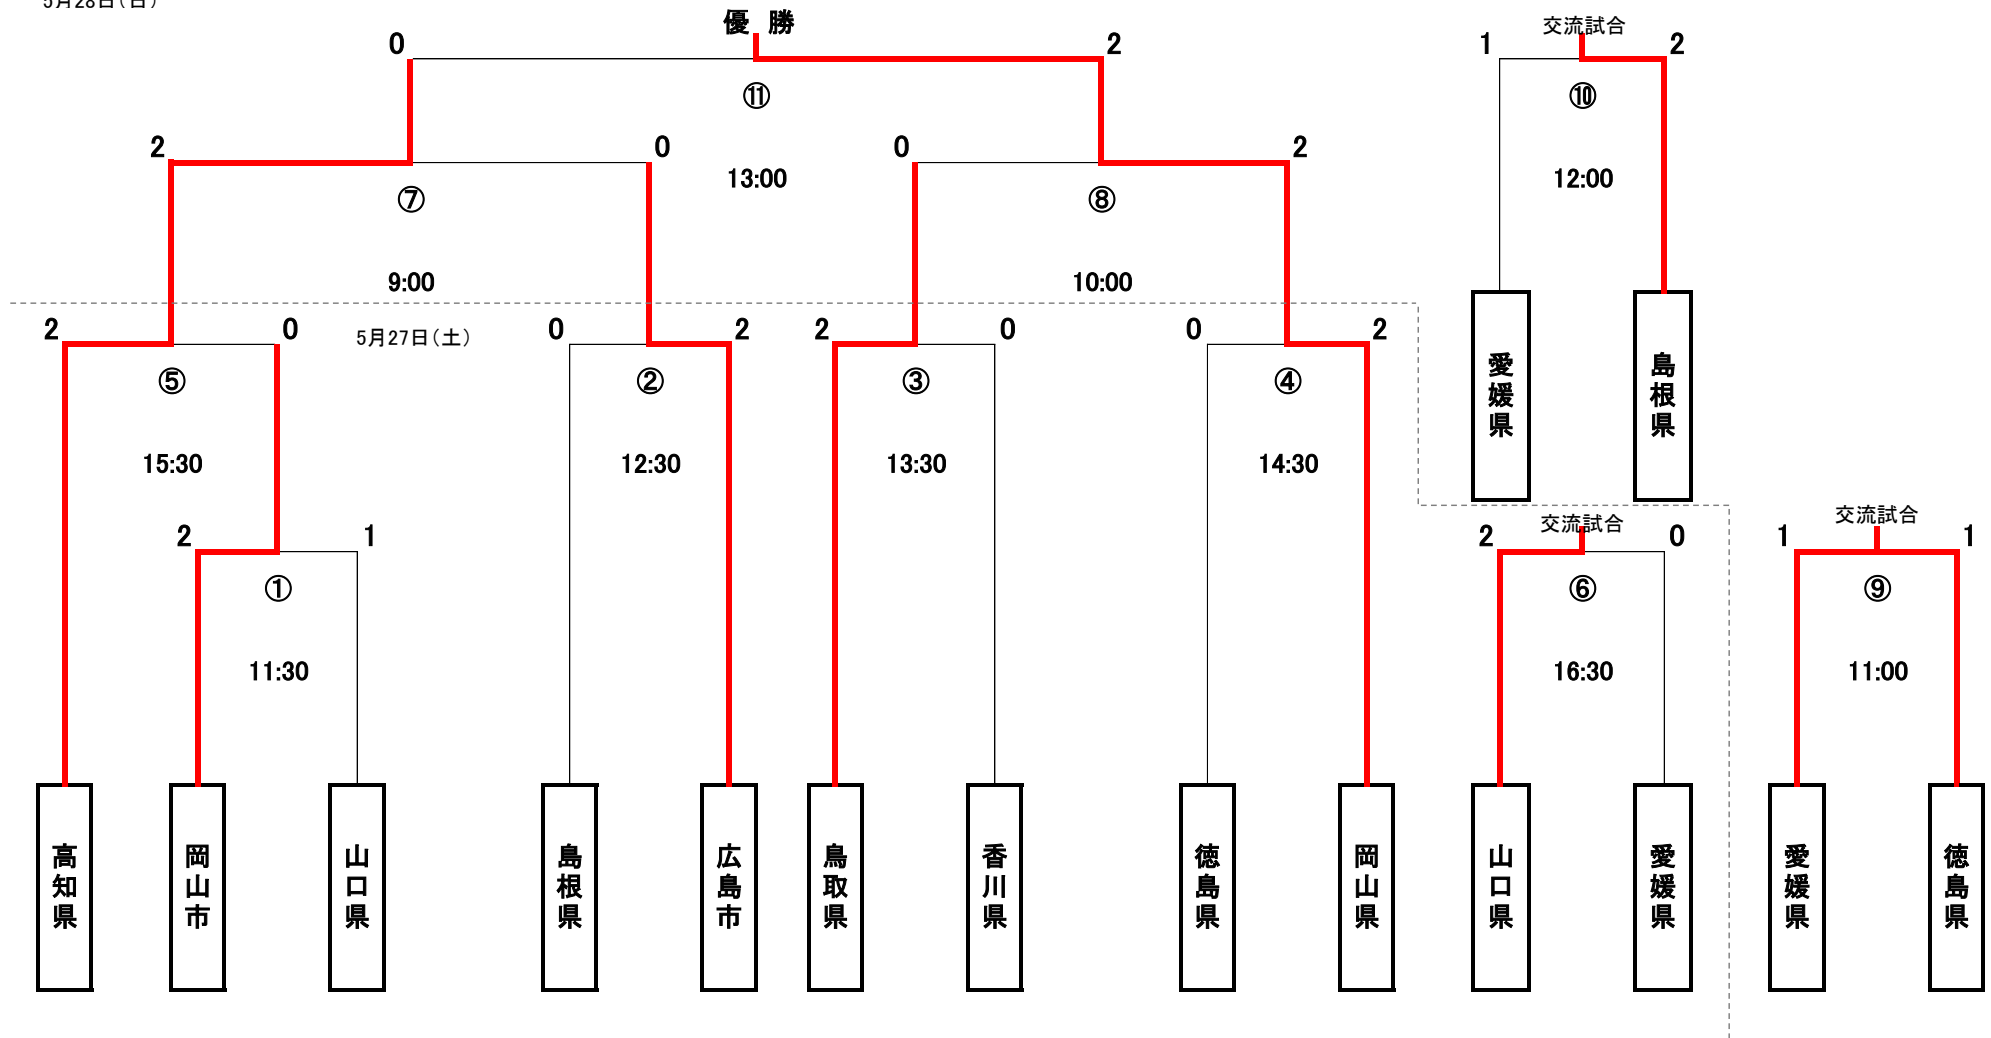 5月28日(日)
優 勝
交流試合
0
2
1
2
⑪
⑩
2
0
0
2
13:00
12:00
⑦
⑧
9:00
10:00
2
0
5月27日(土)
0
2
2
0
0
2
⑤
②
③
④
愛媛県
島根県
15:30
12:30
13:30
14:30
交流試合
交流試合
2
1
2
0
1
1
①
⑥
⑨
11:30
16:30
11:00
高知県
岡山市
山口県
島根県
広島市
鳥取県
香川県
徳島県
岡山県
山口県
愛媛県
愛媛県
徳島県